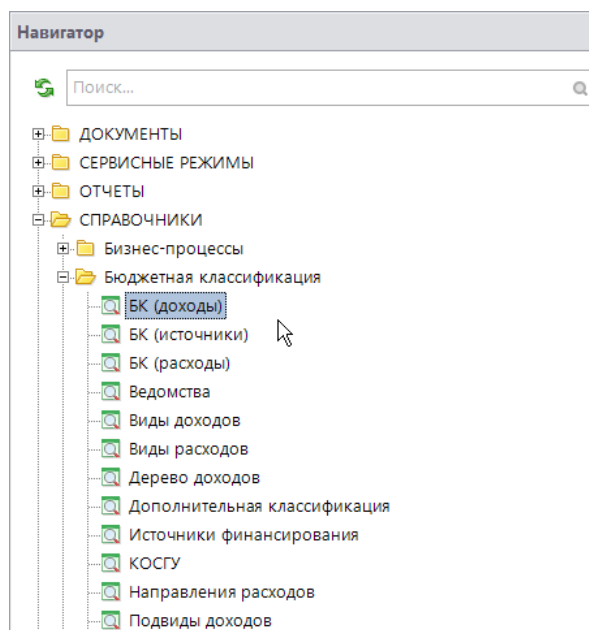 Навигатор
Поиск...
ДОКУМЕНТЫ
СЕРВИСНЫЕ РЕЖИМЫ
ОТЧЕТЫ
СПРАВОЧНИКИ
Бизнес-процессы
Бюджетная классификация
БК (доходы)
БК (источники)
БК (расходы)
Ведомства
Виды доходов
Виды расходов
Дерево доходов
Дополнительная классификация
Источники финансирования
КОСГУ
Направления расходов
Подвиды доходов